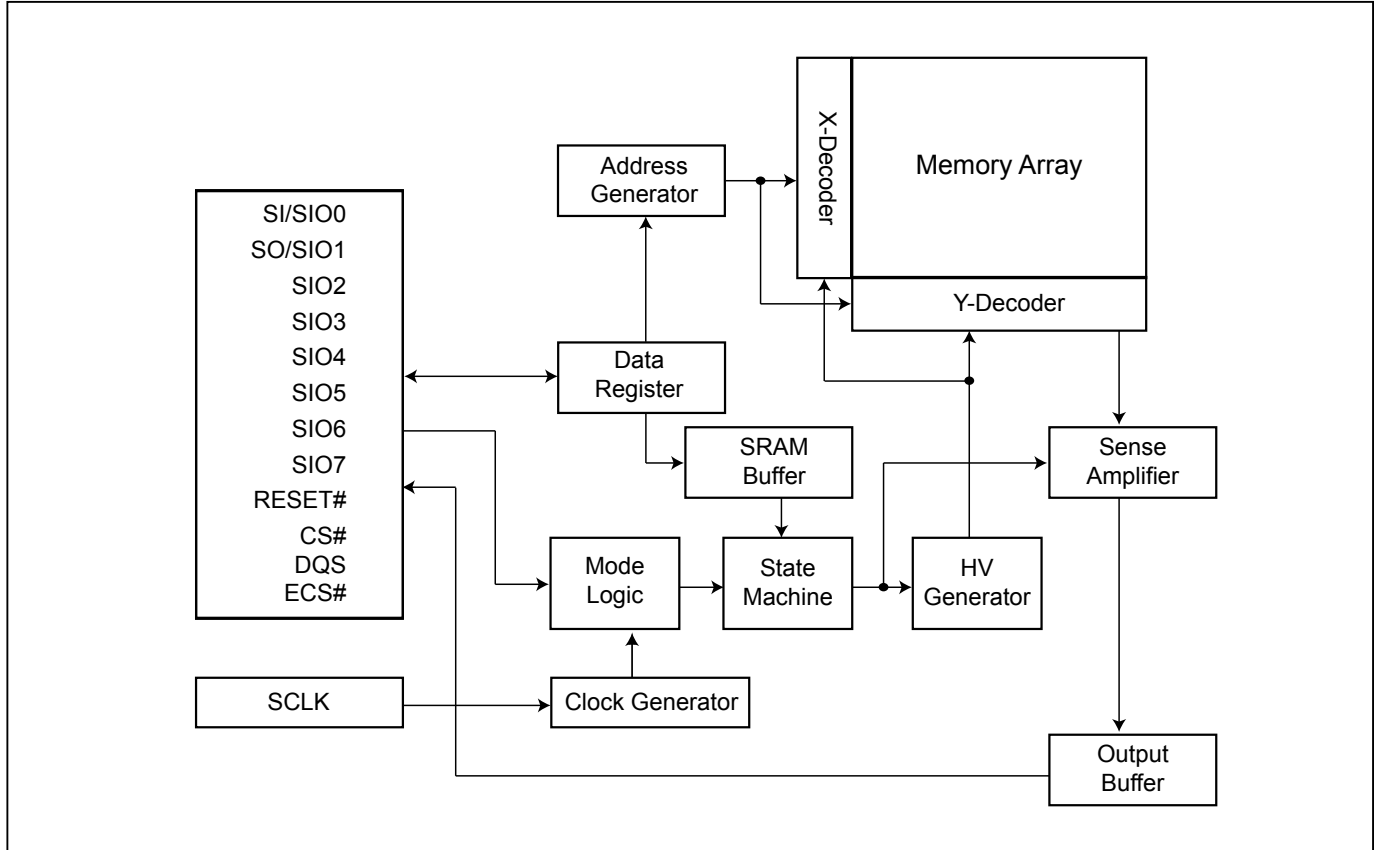 X-Decoder
Memory Array
Address
Generator
SI/SIO0
SO/SIO1
SIO2
SIO3
SIO4
SIO5
SIO6
SIO7
RESET#
CS#
DQS
ECS#
Y-Decoder
Data
Register
SRAM
Buffer
Sense
Amplifier
Mode
Logic
State
Machine
HV
Generator
SCLK
Clock Generator
Output
Buffer